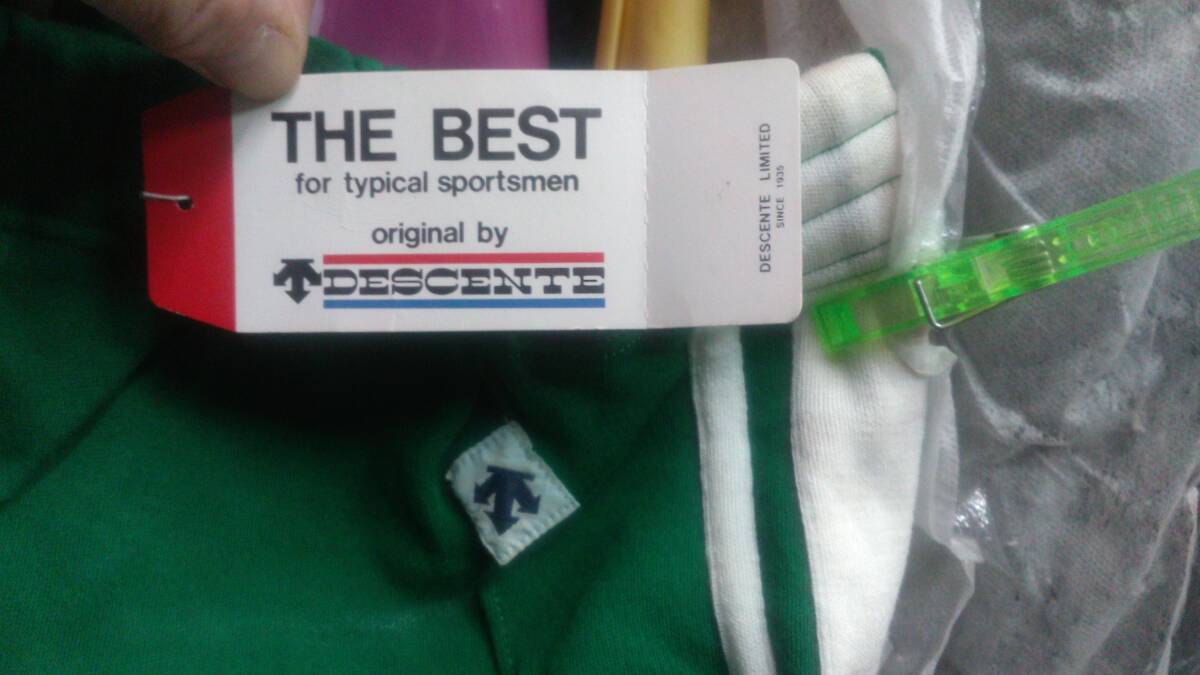 THE BEST
for typical sportsmen
original by
DESCENTE
DESCENTE LIMITED
SINCE 1935